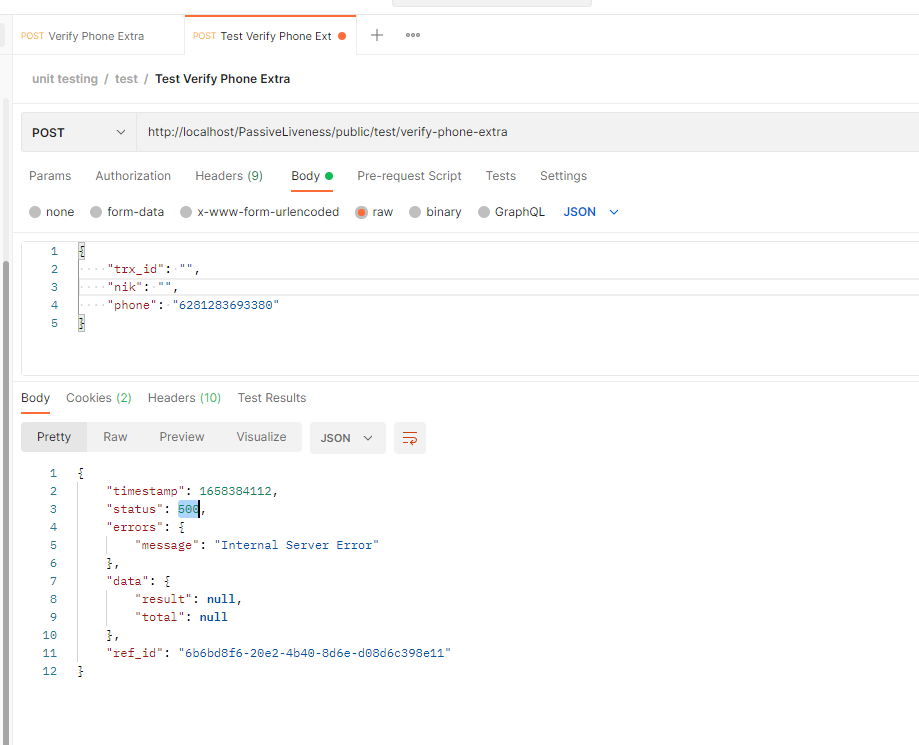 POST Verify Phone Extra
POST Test Verify Phone Ext
unit testing / test / Test Verify Phone Extra
POST http://localhost/PassiveLiveness/public/test/verify-phone-extra
Params Authorization Headers (9) Body Pre-request Script Tests Settings
none form-data x-www-form-urlencoded raw binary GraphQL JSON
1 {
2 "trx_id": "",
3 "nik": "",
4 "phone": "6281283693380"
5 }
Body Cookies (2) Headers (10) Test Results
Pretty Raw Preview Visualize JSON
1 {
2 "timestamp": 1658384112,
3 "status": 500,
4 "errors": {
5 "message": "Internal Server Error"
6 },
7 "data": {
8 "result": null,
9 "total": null
10 },
11 "ref_id": "6b6bd8f6-20e2-4b40-8d6e-d08d6c398e11"
12 }